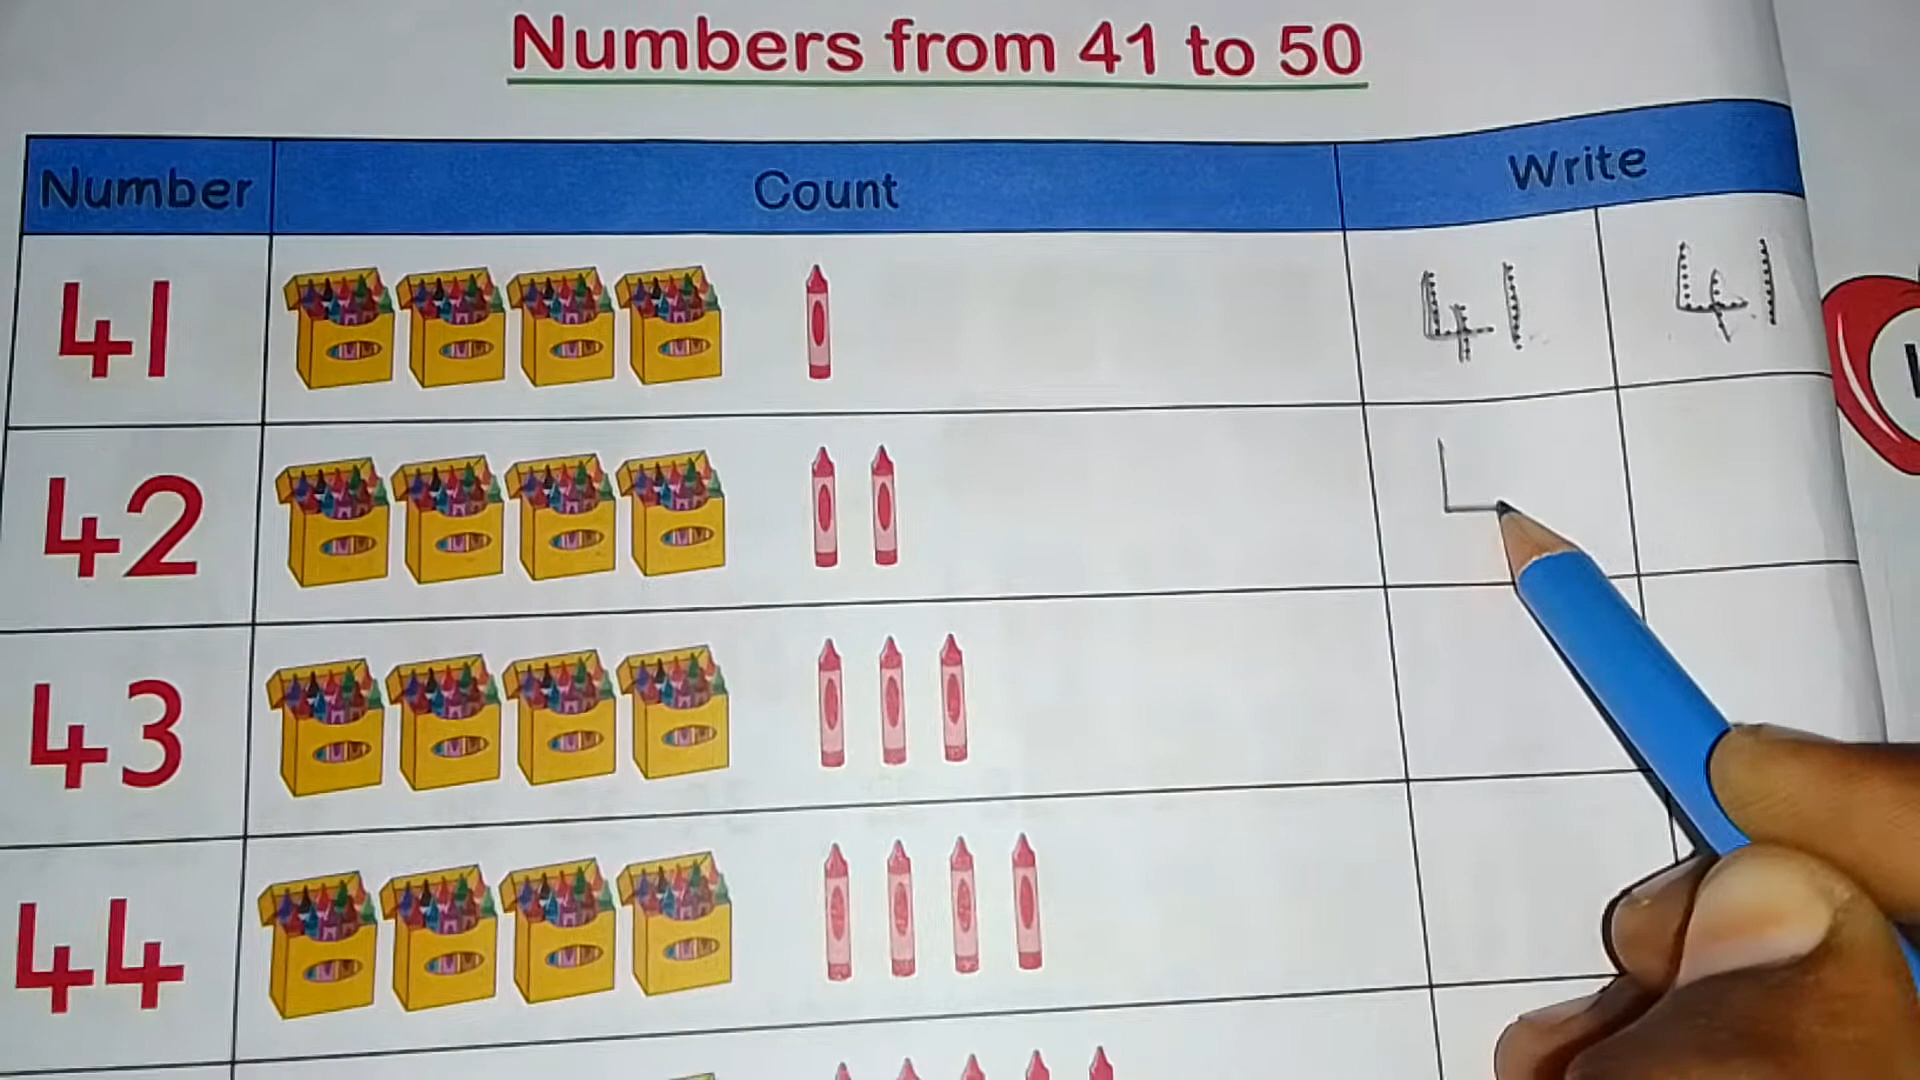 Numbers from 41 to 50
Number Count Write
41 41 41
42
43
44